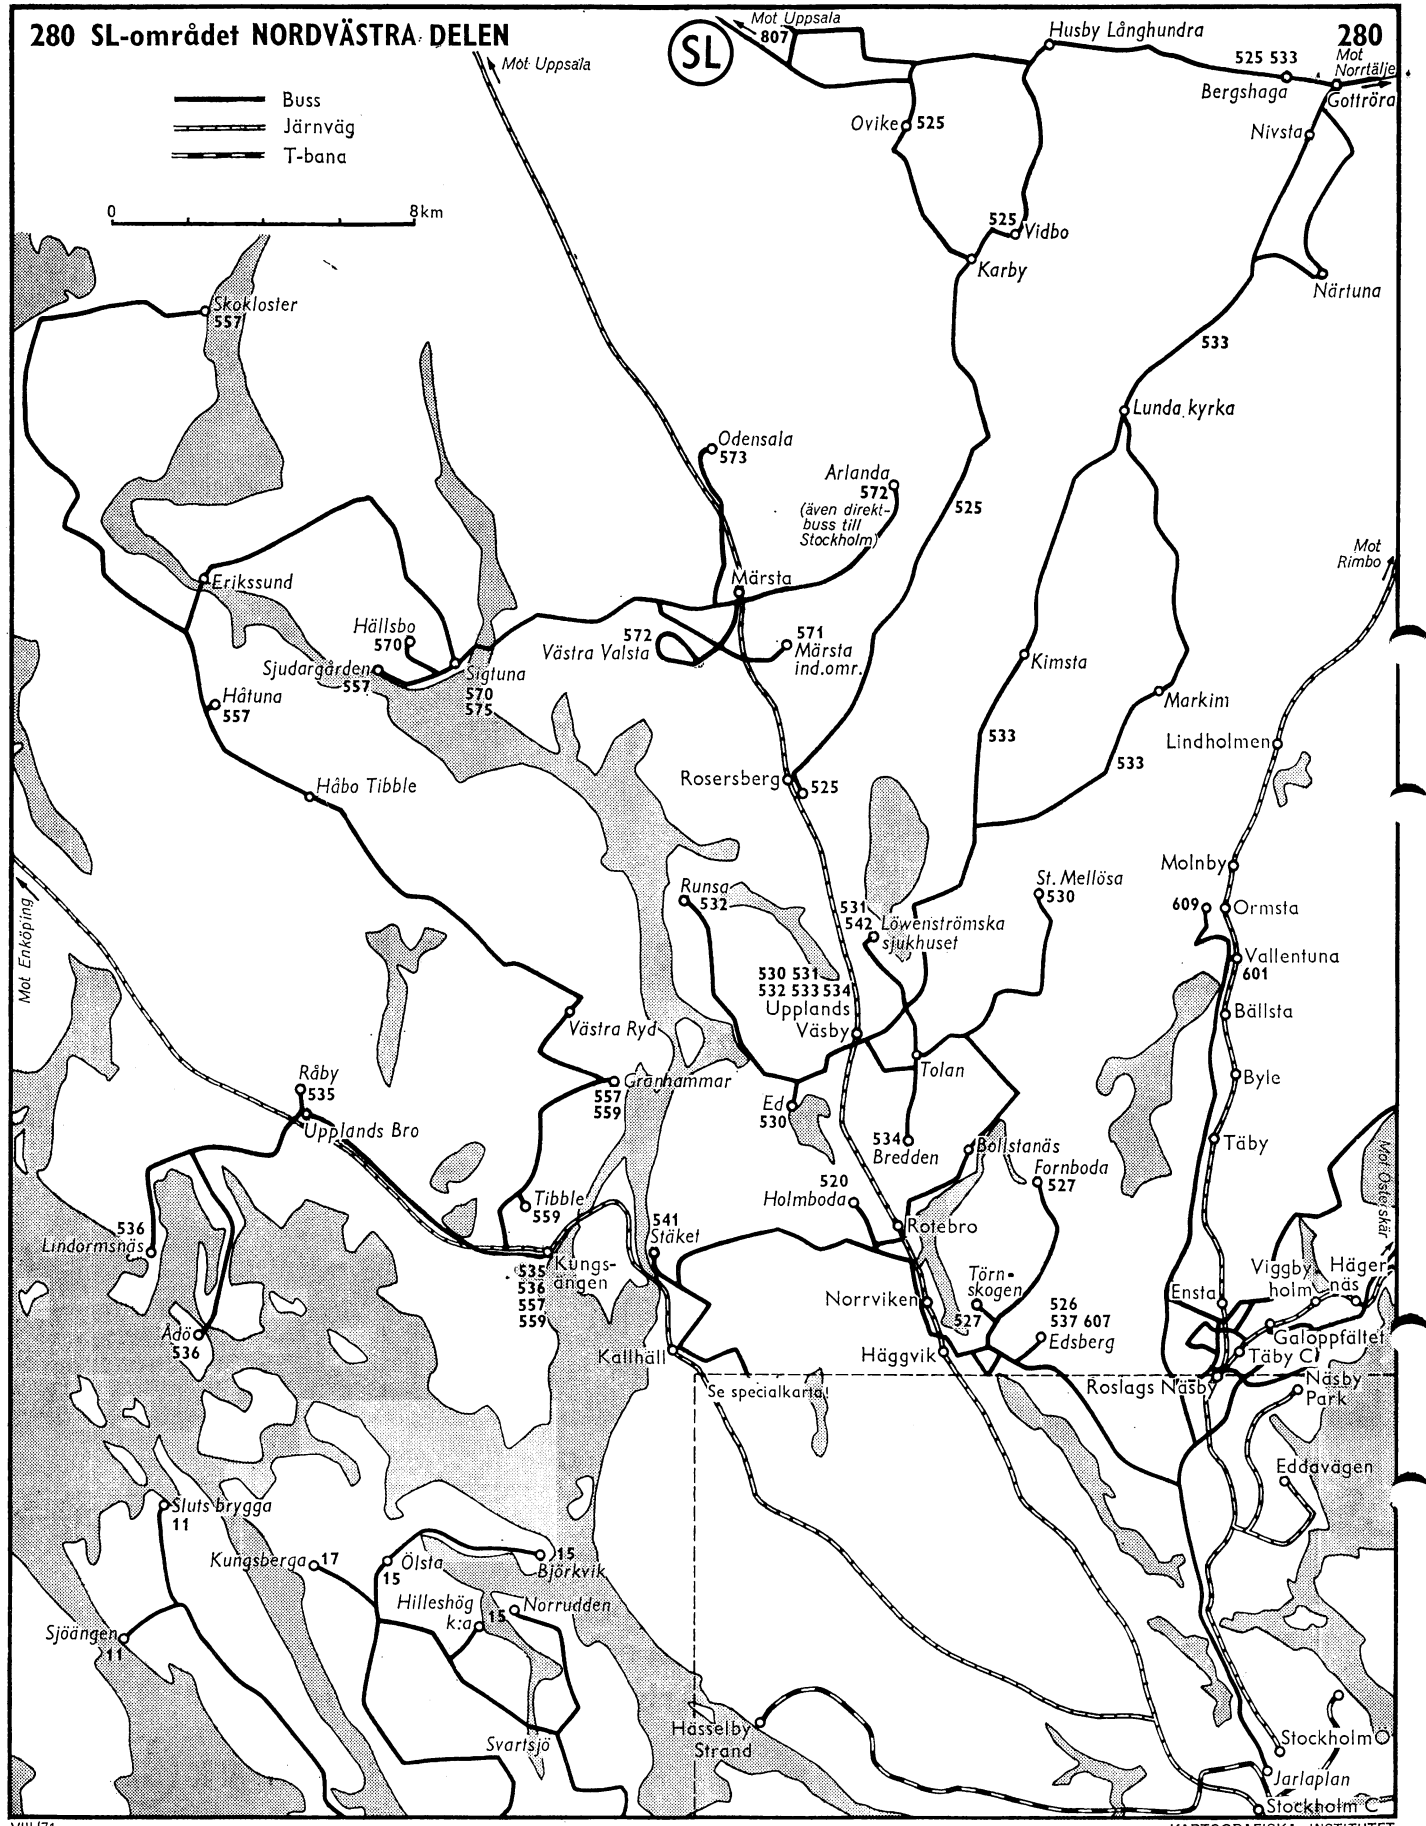 280 SL-området NORDVÄSTRA DELEN
SL
280
Mot Uppsala
807
Husby Långhundra
525 533
Mot
Norrtälje
Bergshaga
Gottröra
Mot Uppsala
Buss
Järnväg
T-bana
0 8km
Ovike 525
Nivsta
525
Vidbo
Karby
Närtuna
Skokloster
557
533
Lunda kyrka
Odensala
573
Arlanda
572
(även direkt-
buss till
Stockholm)
525
Mot
Rimbo
Erikssund
Märsta
Hällsbo
570
572
Västra Valsta
571
Märsta
ind.omr.
Sjudargården
557
Sigtuna
570
575
Kimsta
Håtuna
557
Markim
533
Lindholmen
533
Håbo Tibble
Rosersberg
525
Molnby
Runsa
532
St. Mellösa
530
531
542
Löwenströmska
sjukhuset
609
Ormsta
Vallentuna
601
Mot Enköping
530 531
532 533 534
Upplands
Väsby
Bällsta
Västra Ryd
Tolan
Byle
Råby
535
Granhammar
557
559
Ed
530
Upplands Bro
534
Bredden
Bollstanäs
Täby
Fornboda
527
Mot Österskär
520
Holmboda
Tibble
559
536
Lindormsnäs
541
Stäket
Rotebro
Kungs-
ängen
535
536
557
559
Törn-
skogen
527
Viggby-
holm
Häger-
näs
Ensta
Norrviken
526
537 607
Edsberg
Ådö
536
Galoppfältet
Kallhäll
Häggvik
Täby C
Se specialkarta!
Roslags Näsby
Näsby
Park
Eddavägen
Sluts brygga
11
Kungsberga 17
Ölsta
15
15
Björkvik
Hilleshög
k:a
15
Norrudden
Sjöängen
11
Svartsjö
Hässelby
Strand
Stockholm Ö
Jarlaplan
Stockholm C
VIII/71
KARTOGRAFISKA INSTITUTET